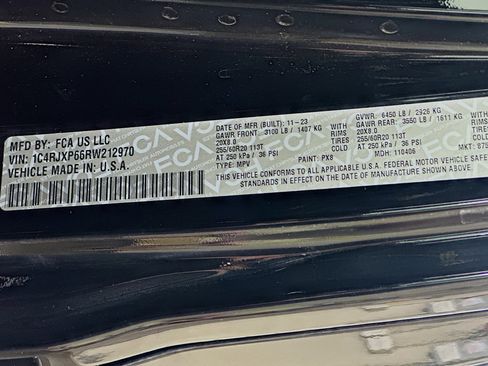 MFD BY: FCA US LLC
VIN: 1C4RJXP66RW212970
VEHICLE MADE IN: U.S.A.
DATE OF MFR (BUILT): 11-23
GAWR FRONT: 3100 LB / 1407 KG WITH
20X8.0 RIMS
255/60R20 113T TIRES
AT 250 kPa / 36 PSI COLD
TYPE: MPV PAINT: PX8
GVWR: 6450 LB / 2926 KG
GAWR REAR: 3550 LB / 1611 KG WITH
20X8.0 RIMS
255/60R20 113T
AT 250 kPa / 36 PSI
MDH: 110406 MKT:
THIS VEHICLE CONFORMS TO ALL APPLICABLE U.S.A. FEDERAL MOTOR VEHICLE SAFETY
STANDARDS IN EFFECT ON THE DATE OF MANUFACTURE SHOWN ABOVE.